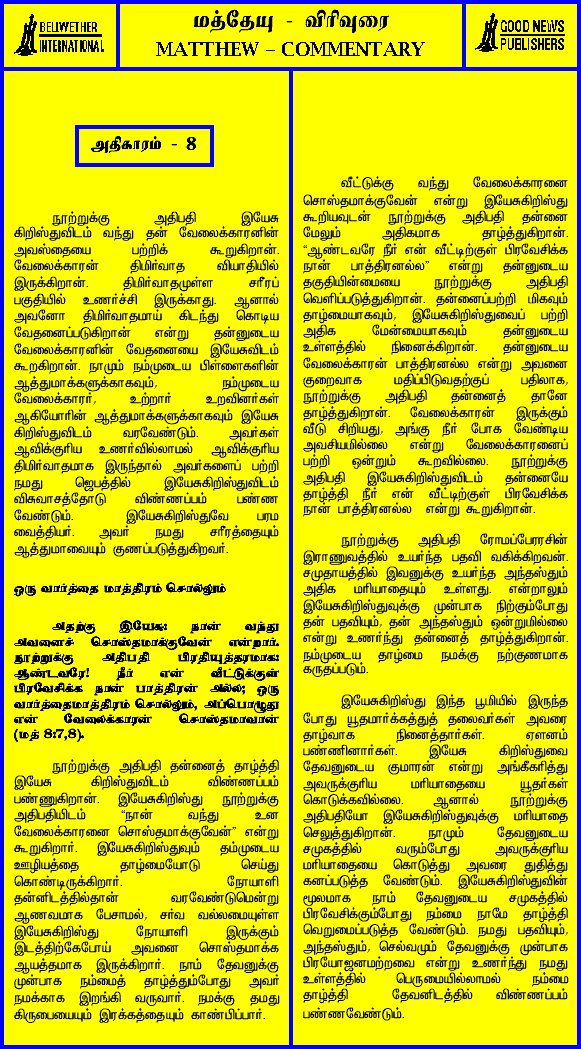 BELIWETHER
INTERNATIONAL
மத்தேயு - விரிவுரை
MATTHEW – COMMENTARY
GOOD NEWS
PUBLISHERS
அதிகாரம் - 8
நூற்றுக்கு அதிபதி இயேசு
கிறிஸ்துவிடம் வந்து தன் வேலைக்காரனின்
அவஸ்தையை பற்றிக் கூறுகிறான்.
வேலைக்காரன் திமிர்வாத வியாதியில்
இருக்கிறான். திமிர்வாதமுள்ள சரீரப்
பகுதியில் உணர்ச்சி இருக்காது. ஆனால்
அவனோ திமிர்வாதமாய் கிடந்து கொடிய
வேதனைப்படுகிறான் என்று தன்னுடைய
வேலைக்காரனின் வேதனையை இயேசுவிடம்
கூறகிறான். நாமும் நம்முடைய பிள்ளைகளின்
ஆத்துமாக்களுக்காகவும், நம்முடைய
வேலைக்காரர், உற்றார் உறவினர்கள்
ஆகியோரின் ஆத்துமாக்களுக்காகவும் இயேசு
கிறிஸ்துவிடம் வரவேண்டும். அவர்கள்
ஆவிக்குரிய உணர்வில்லாமல் ஆவிக்குரிய
திமிர்வாதமாக இருந்தால் அவர்களைப் பற்றி
நமது ஜெபத்தில் இயேசுகிறிஸ்துவிடம்
விசுவாசத்தோடு விண்ணப்பம் பண்ண
வேண்டும். இயேசுகிறிஸ்துவே பரம
வைத்தியர். அவர் நமது சரீரத்தையும்
ஆத்துமாவையும் குணப்படுத்துகிறவர்.
ஒரு வார்த்தை மாத்திரம் சொல்லும்
அதற்கு இயேசு: நான் வந்து
அவனைச் சொஸ்தமாக்குவேன் என்றார்.
நூற்றுக்கு அதிபதி பிரதியுத்தரமாக:
ஆண்டவரே! நீர் என் வீட்டுக்குள்
பிரவேசிக்க நான் பாத்திரன் அல்ல; ஒரு
வார்த்தைமாத்திரம் சொல்லும், அப்பொழுது
என் வேலைக்காரன் சொஸ்தமாவான்
(மத் 8:7,8).
நூற்றுக்கு அதிபதி தன்னைத் தாழ்த்தி
இயேசு கிறிஸ்துவிடம் விண்ணப்பம்
பண்ணுகிறான். இயேசுகிறிஸ்து நூற்றுக்கு
அதிபதியிடம் "நான் வந்து உன
வேலைக்காரனை சொஸ்தமாக்குவேன்" என்று
கூறுகிறார். இயேசுகிறிஸ்துவும் தம்முடைய
ஊழியத்தை தாழ்மையோடு செய்து
கொண்டிருக்கிறார். நோயாளி
தன்னிடத்தில்தான் வரவேண்டுமென்று
ஆணவமாக பேசாமல், சர்வ வல்லமையுள்ள
இயேசுகிறிஸ்து நோயாளி இருக்கும்
இடத்திற்கேபோய் அவனை சொஸ்தமாக்க
ஆயத்தமாக இருக்கிறார். நாம் தேவனுக்கு
முன்பாக நம்மைத் தாழ்த்தும்போது அவர்
நமக்காக இறங்கி வருவார். நமக்கு தமது
கிருபையையும் இரக்கத்தையும் காண்பிப்பார்.
வீட்டுக்கு வந்து வேலைக்காரனை
சொஸ்தமாக்குவேன் என்று இயேசுகிறிஸ்து
கூறியவுடன் நூற்றுக்கு அதிபதி தன்னை
மேலும் அதிகமாக தாழ்த்துகிறான்.
"ஆண்டவரே நீர் என் வீட்டிற்குள் பிரவேசிக்க
நான் பாத்திரனல்ல" என்று தன்னுடைய
தகுதியின்மையை நூற்றுக்கு அதிபதி
வெளிப்படுத்துகிறான். தன்னைப்பற்றி மிகவும்
தாழ்மையாகவும், இயேசுகிறிஸ்துவைப் பற்றி
அதிக மேன்மையாகவும் தன்னுடைய
உள்ளத்தில் நினைக்கிறான். தன்னுடைய
வேலைக்காரன் பாத்திரனல்ல என்று அவனை
குறைவாக மதிப்பிடுவதற்குப் பதிலாக,
நூற்றுக்கு அதிபதி தன்னைத் தானே
தாழ்த்துகிறான். வேலைக்காரன் இருக்கும்
வீடு சிறியது, அங்கு நீர் போக வேண்டிய
அவசியமில்லை என்று வேலைக்காரனைப்
பற்றி ஒன்றும் கூறவில்லை. நூற்றுக்கு
அதிபதி இயேசுகிறிஸ்துவிடம் தன்னையே
தாழ்த்தி நீர் என் வீட்டிற்குள் பிரவேசிக்க
நான் பாத்திரனல்ல என்று கூறுகிறான்.
நூற்றுக்கு அதிபதி ரோமப்பேரரசின்
இராணுவத்தில் உயர்ந்த பதவி வகிக்கிறவன்.
சமுதாயத்தில் இவனுக்கு உயர்ந்த அந்தஸ்தும்
அதிக மரியாதையும் உள்ளது. என்றாலும்
இயேசுகிறிஸ்துவுக்கு முன்பாக நிற்கும்போது
தன் பதவியும், தன் அந்தஸ்தும் ஒன்றுமில்லை
என்று உணர்ந்து தன்னைத் தாழ்த்துகிறான்.
நம்முடைய தாழ்மை நமக்கு நற்குணமாக
கருதப்படும்.
இயேசுகிறிஸ்து இந்த பூமியில் இருந்த
போது யூதமார்க்கத்துத் தலைவர்கள் அவரை
தாழ்வாக நினைத்தார்கள். ஏளனம்
பண்ணினார்கள். இயேசு கிறிஸ்துவை
தேவனுடைய குமாரன் என்று அங்கீகரித்து
அவருக்குரிய மரியாதையை யூதர்கள்
கொடுக்கவில்லை. ஆனால் நூற்றுக்கு
அதிபதியோ இயேசுகிறிஸ்துவுக்கு மரியாதை
செலுத்துகிறான். நாமும் தேவனுடைய
சமுகத்தில் வரும்போது அவருக்குரிய
மரியாதையை கொடுத்து அவரை துதித்து
கனப்படுத்த வேண்டும். இயேசுகிறிஸ்துவின்
மூலமாக நாம் தேவனுடைய சமுகத்தில்
பிரவேசிக்கும்போது நம்மை நாமே தாழ்த்தி
வெறுமைப்படுத்த வேண்டும். நமது பதவியும்,
அந்தஸ்தும், செல்வமும் தேவனுக்கு முன்பாக
பிரயோஜனமற்றவை என்று உணர்ந்து நமது
உள்ளத்தில் பெருமையில்லாமல் நம்மை
தாழ்த்தி தேவனிடத்தில் விண்ணப்பம்
பண்ணவேண்டும்.